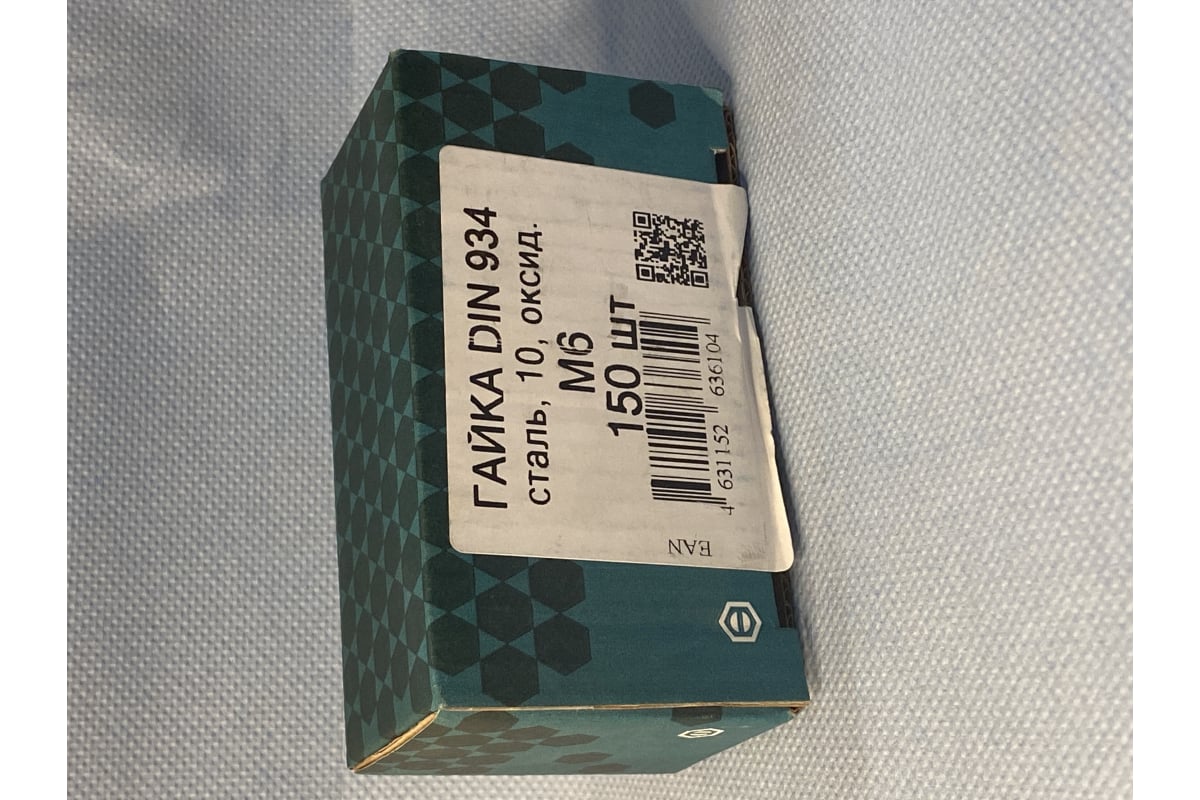 ГАЙКА DIN 934
сталь, 10, оксид.
М6
150 шт
4 631152 636104
EAN